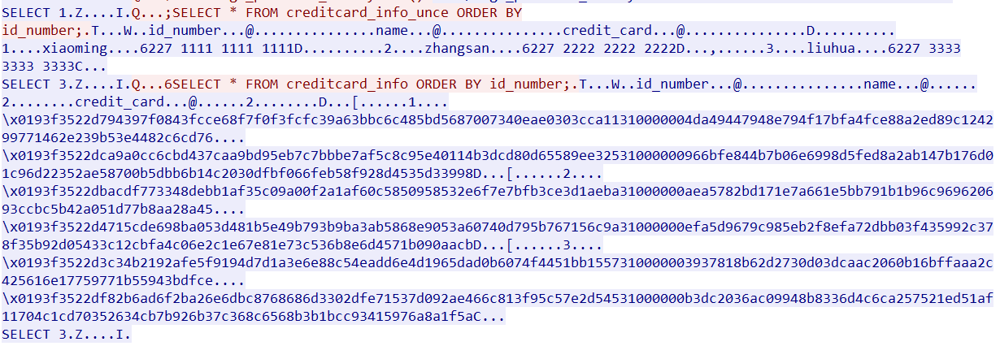 SELECT 1.Z....I.Q...;SELECT * FROM creditcard_info_unce ORDER BY
id_number;.T...W..id_number...@...............name...@...............credit_card...@...............D..........
1....xiaoming....6227 1111 1111 1111D..........2....zhangsan....6227 2222 2222 2222D...,......3....liuhua....6227 3333
3333 3333C...
SELECT 3.Z....I.Q...6SELECT * FROM creditcard_info ORDER BY id_number;.T...W..id_number...@...............name...@......
2........credit_card...@......2........D...[......1....
\x0193f3522d794397f0843fcce68f7f0f3fcfc39a63bbc6c485bd5687007340eae0303cca11310000004da49447948e794f17bfa4fce88a2ed89c1242
99771462e239b53e4482c6cd76....
\x0193f3522dca9a0cc6cbd437caa9bd95eb7c7bbbe7af5c8c95e40114b3dcd80d65589ee32531000000966bfe844b7b06e6998d5fed8a2ab147b176d0
1c96d22352ae58700b5dbb6b14c2030dfbf066feb58f928d4535d33998D...[......2....
\x0193f3522dbacdf773348debb1af35c09a00f2a1af60c5850958532e6f7e7bfb3ce3d1aeba31000000aea5782bd171e7a661e5bb791b1b96c969620​6
93ccbc5b42a051d77b8aa28a45....
\x0193f3522d4715cde698ba053d481b5e49b793b9ba3ab5868e9053a60740d795b767156c9a31000000efa5d9679c985eb2f8efa72dbb03f435992c37
8f35b92d05433c12cbfa4c06e2c1e67e81e73c536b8e6d4571b090aacbD...[......3....
\x0193f3522d3c34b2192afe5f9194d7d1a3e6e88c54eadd6e4d1965dad0b6074f4451bb1557310000003937818b62d2730d03dcaac2060b16bffaaa2c
425616e17759771b55943bdfce....
\x0193f3522df82b6ad6f2ba26e6dbc8768686d3302dfe71537d092ae466c813f95c57e2d54531000000b3dc2036ac09948b8336d4c6ca257521ed51af
11704c1cd70352634cb7b926b37c368c6568b3b1bcc93415976a8a1f5aC...
SELECT 3.Z....I.